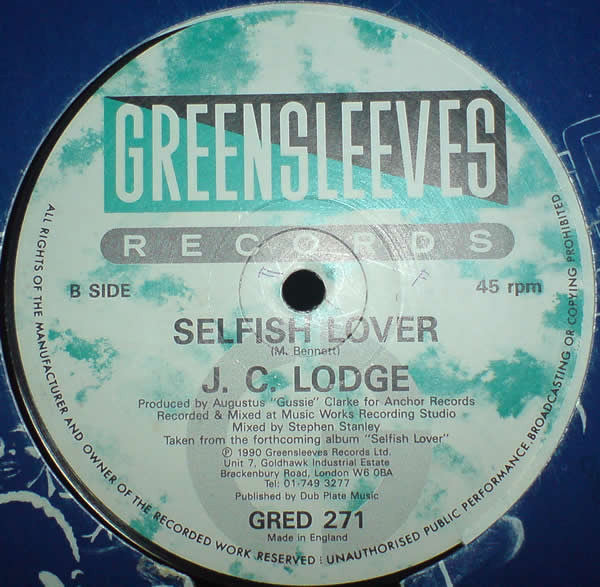 GREENSLEEVES
RECORDS
B SIDE
45 rpm
SELFISH LOVER
(M. Bennett)
J. C. LODGE
Produced by Augustus "Gussie" Clarke for Anchor Records
Recorded & Mixed at Music Works Recording Studio
Mixed by Stephen Stanley
Taken from the forthcoming album "Selfish Lover"
℗ 1990 Greensleeves Records Ltd.
Unit 7, Goldhawk Industrial Estate
Brackenbury Road, London W6 0BA
Tel: 01-749 3277
Published by Dub Plate Music
GRED 271
Made in England
ALL RIGHTS OF THE MANUFACTURER AND OWNER OF THE RECORDED WORK RESERVED : UNAUTHORISED PUBLIC PERFORMANCE, BROADCASTING OR COPYING PROHIBITED